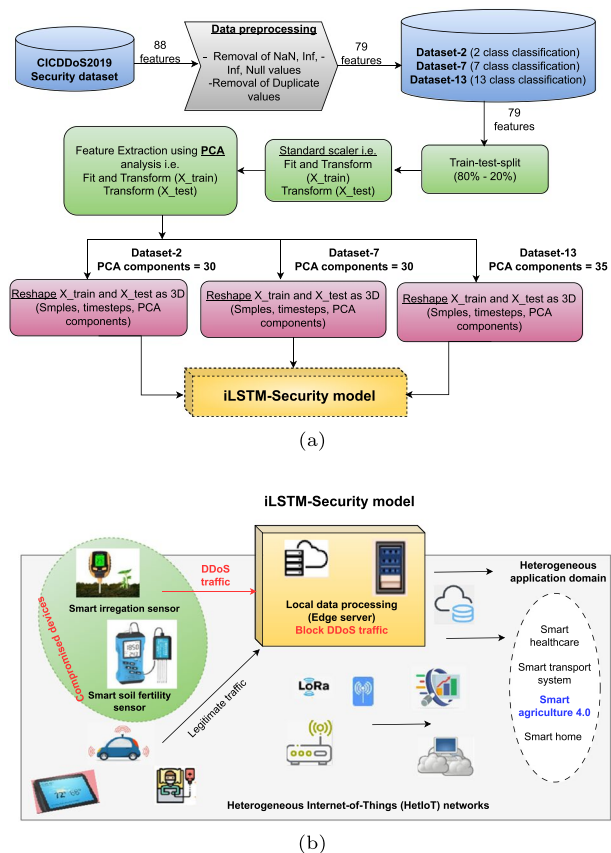 CICDDoS2019
Security dataset
88
features
Data preprocessing
- Removal of NaN, Inf, -
Inf, Null values
-Removal of Duplicate
values
79
features
Dataset-2 (2 class classification)
Dataset-7 (7 class classification)
Dataset-13 (13 class classification)
79
features
Train-test-split
(80% - 20%)
Standard scaler i.e.
Fit and Transform
(X_train)
Transform (X_test)
Feature Extraction using PCA
analysis i.e.
Fit and Transform (X_train)
Transform (X_test)
Dataset-2
PCA components = 30
Dataset-7
PCA components = 30
Dataset-13
PCA components = 35
Reshape X_train and X_test as 3D
(Smples, timesteps, PCA
components)
Reshape X_train and X_test as 3D
(Smples, timesteps, PCA
components)
Reshape X_train and X_test as 3D
(Smples, timesteps, PCA
components)
iLSTM-Security model
(a)
iLSTM-Security model
Compromised devices
Smart irregation sensor
Smart soil fertility
sensor
DDoS
traffic
Legitimate traffic
Local data processing
(Edge server)
Block DDoS traffic
LoRa
Heterogeneous
application domain
Smart
healthcare
Smart transport
system
Smart
agriculture 4.0
Smart home
Heterogeneous Internet-of-Things (HetIoT) networks
(b)